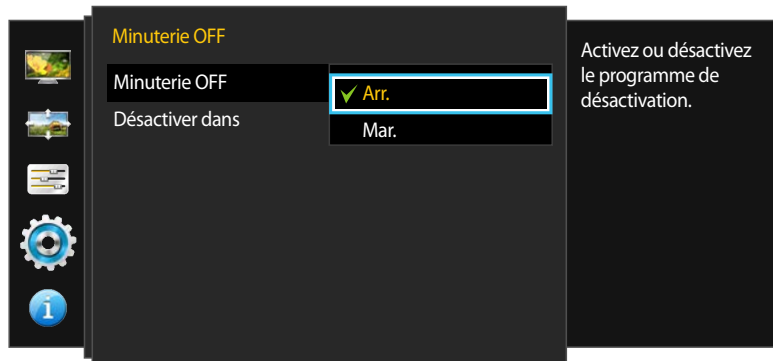 Minuterie OFF
Minuterie OFF
Arr.
Désactiver dans
Mar.
Activez ou désactivez
le programme de
désactivation.